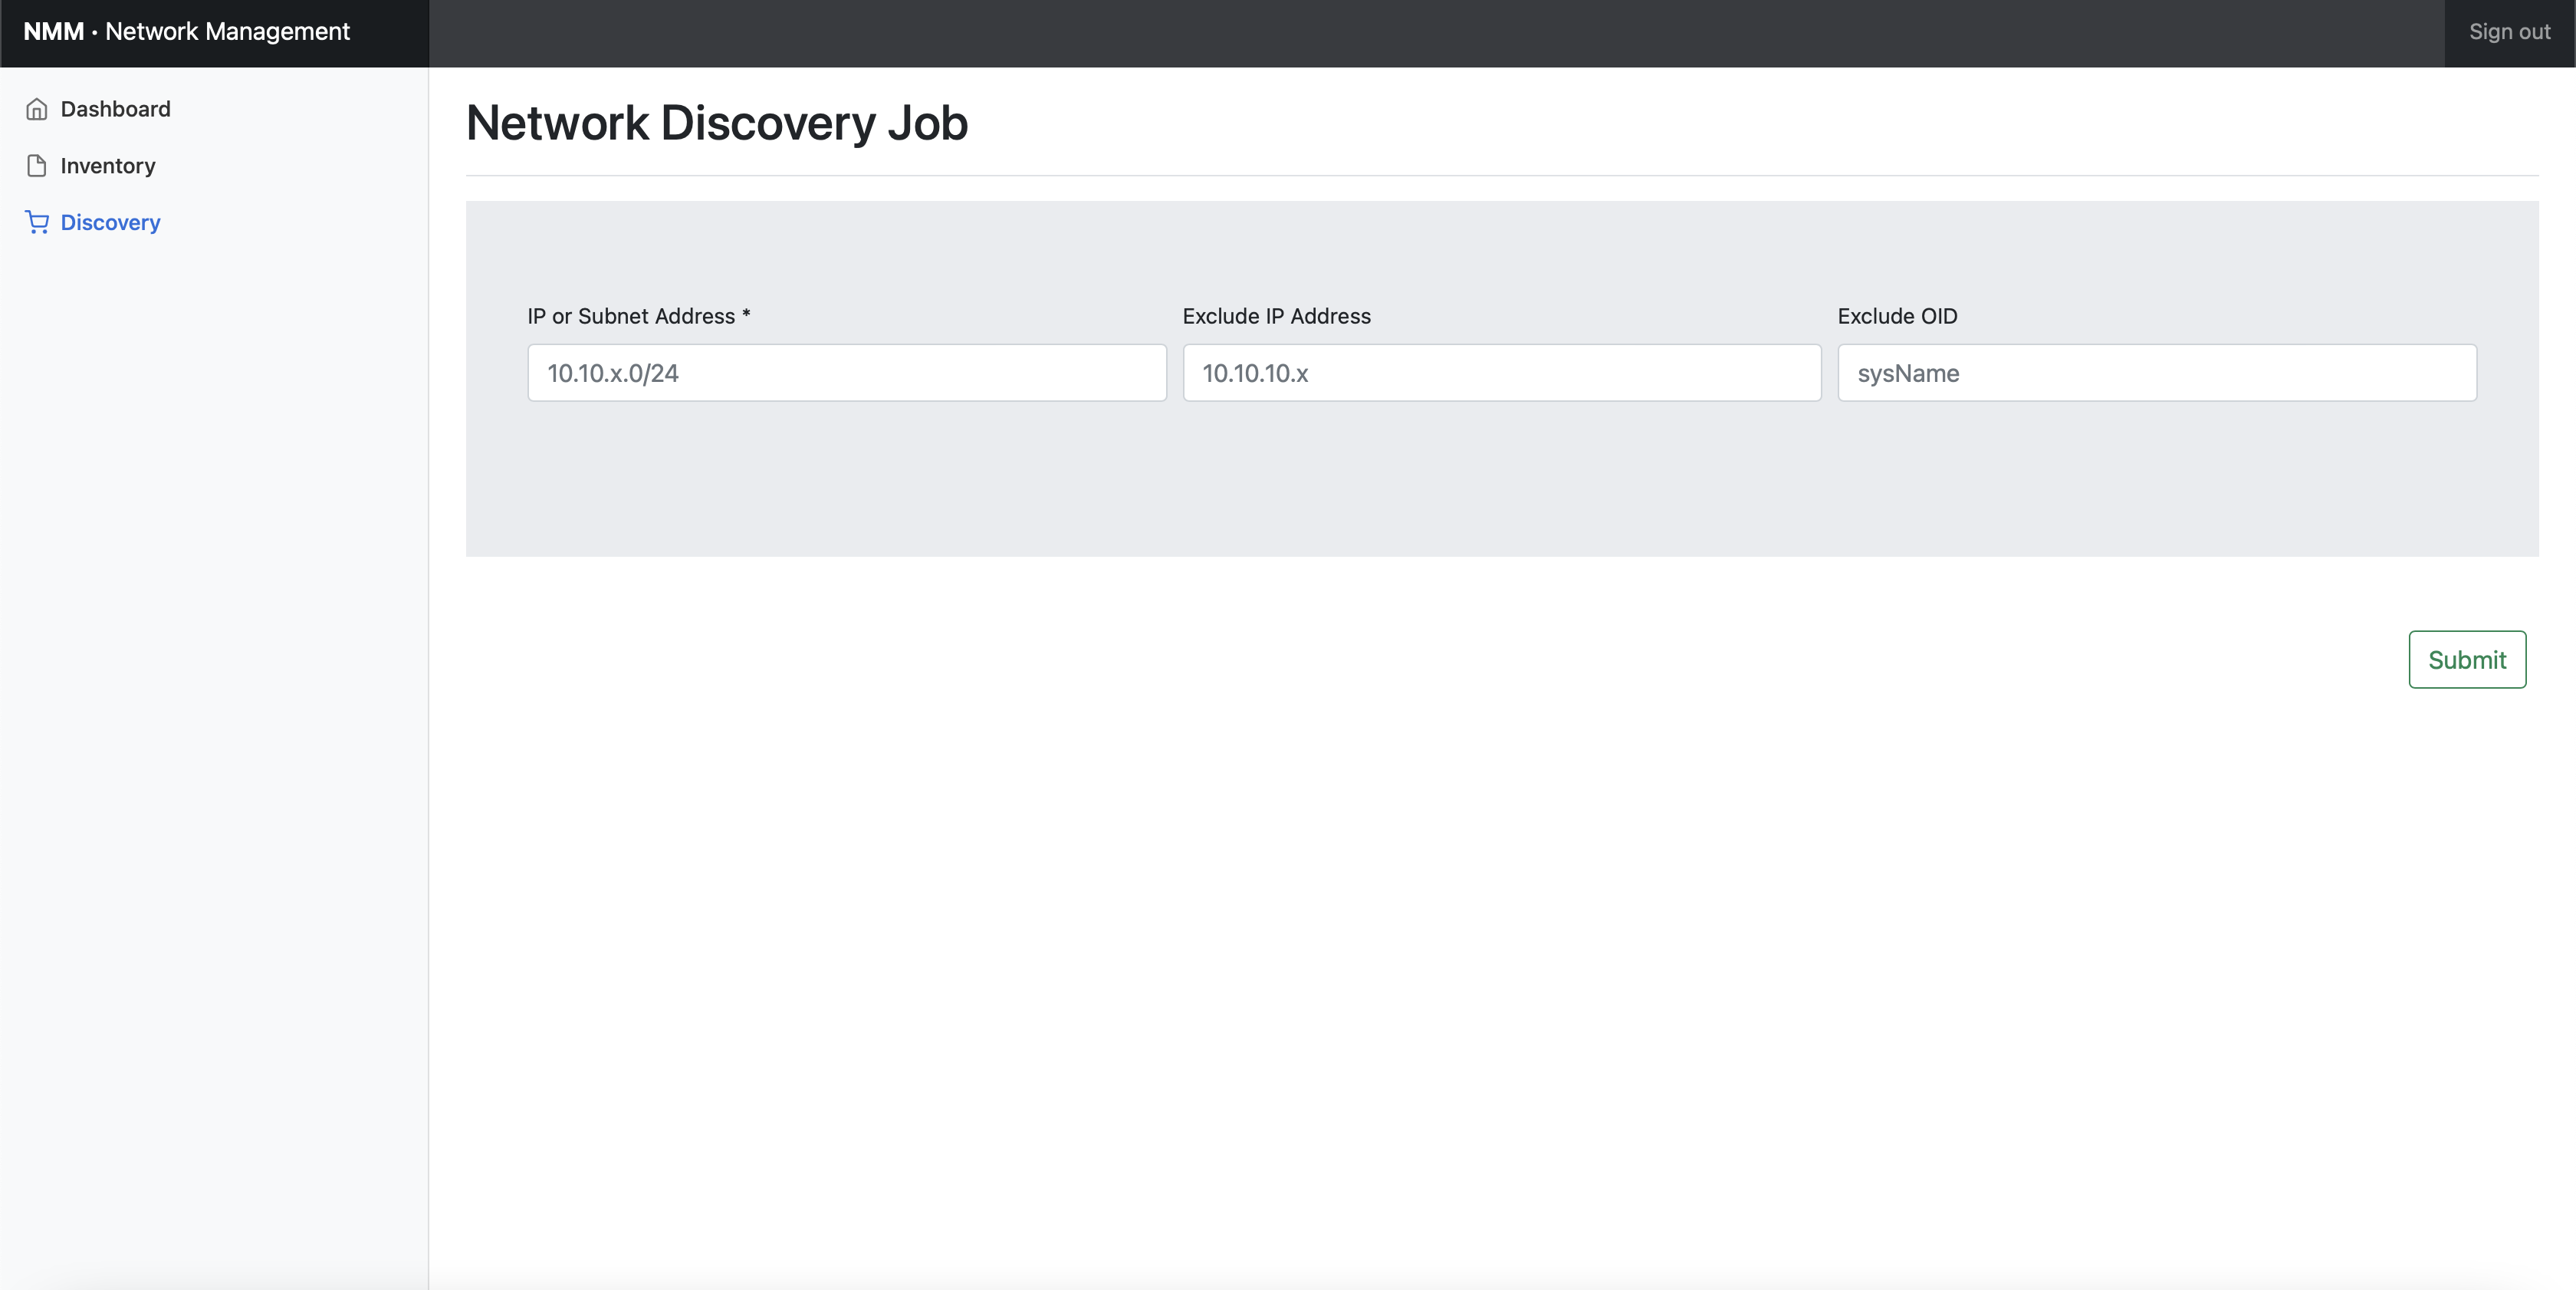 NMM · Network Management
Sign out
Dashboard
Inventory
Discovery
Network Discovery Job
IP or Subnet Address *
Exclude IP Address
Exclude OID
10.10.x.0/24
10.10.10.x
sysName
Submit